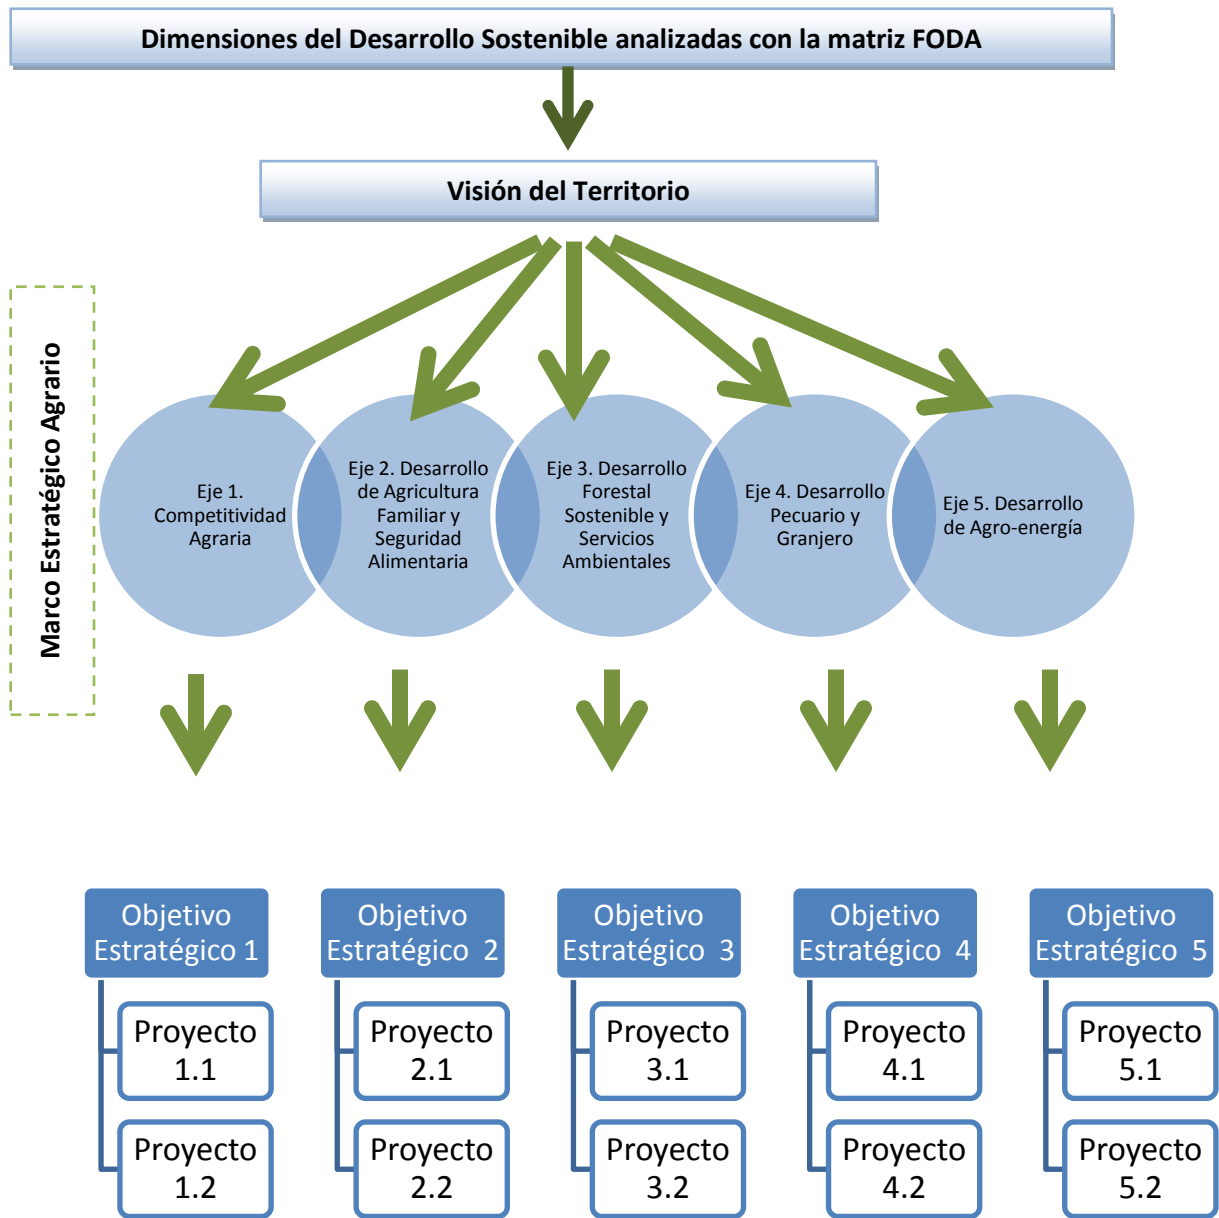 Dimensiones del Desarrollo Sostenible analizadas con la matriz FODA
Visión del Territorio
Marco Estratégico Agrario
Eje 1.
Competitividad
Agraria
Eje 2. Desarrollo
de Agricultura
Familiar y
Seguridad
Alimentaria
Eje 3. Desarrollo
Forestal
Sostenible y
Servicios
Ambientales
Eje 4. Desarrollo
Pecuario y
Granjero
Eje 5. Desarrollo
de Agro-energía
Objetivo
Estratégico 1
Proyecto
1.1
Proyecto
1.2
Objetivo
Estratégico 2
Proyecto
2.1
Proyecto
2.2
Objetivo
Estratégico 3
Proyecto
3.1
Proyecto
3.2
Objetivo
Estratégico 4
Proyecto
4.1
Proyecto
4.2
Objetivo
Estratégico 5
Proyecto
5.1
Proyecto
5.2